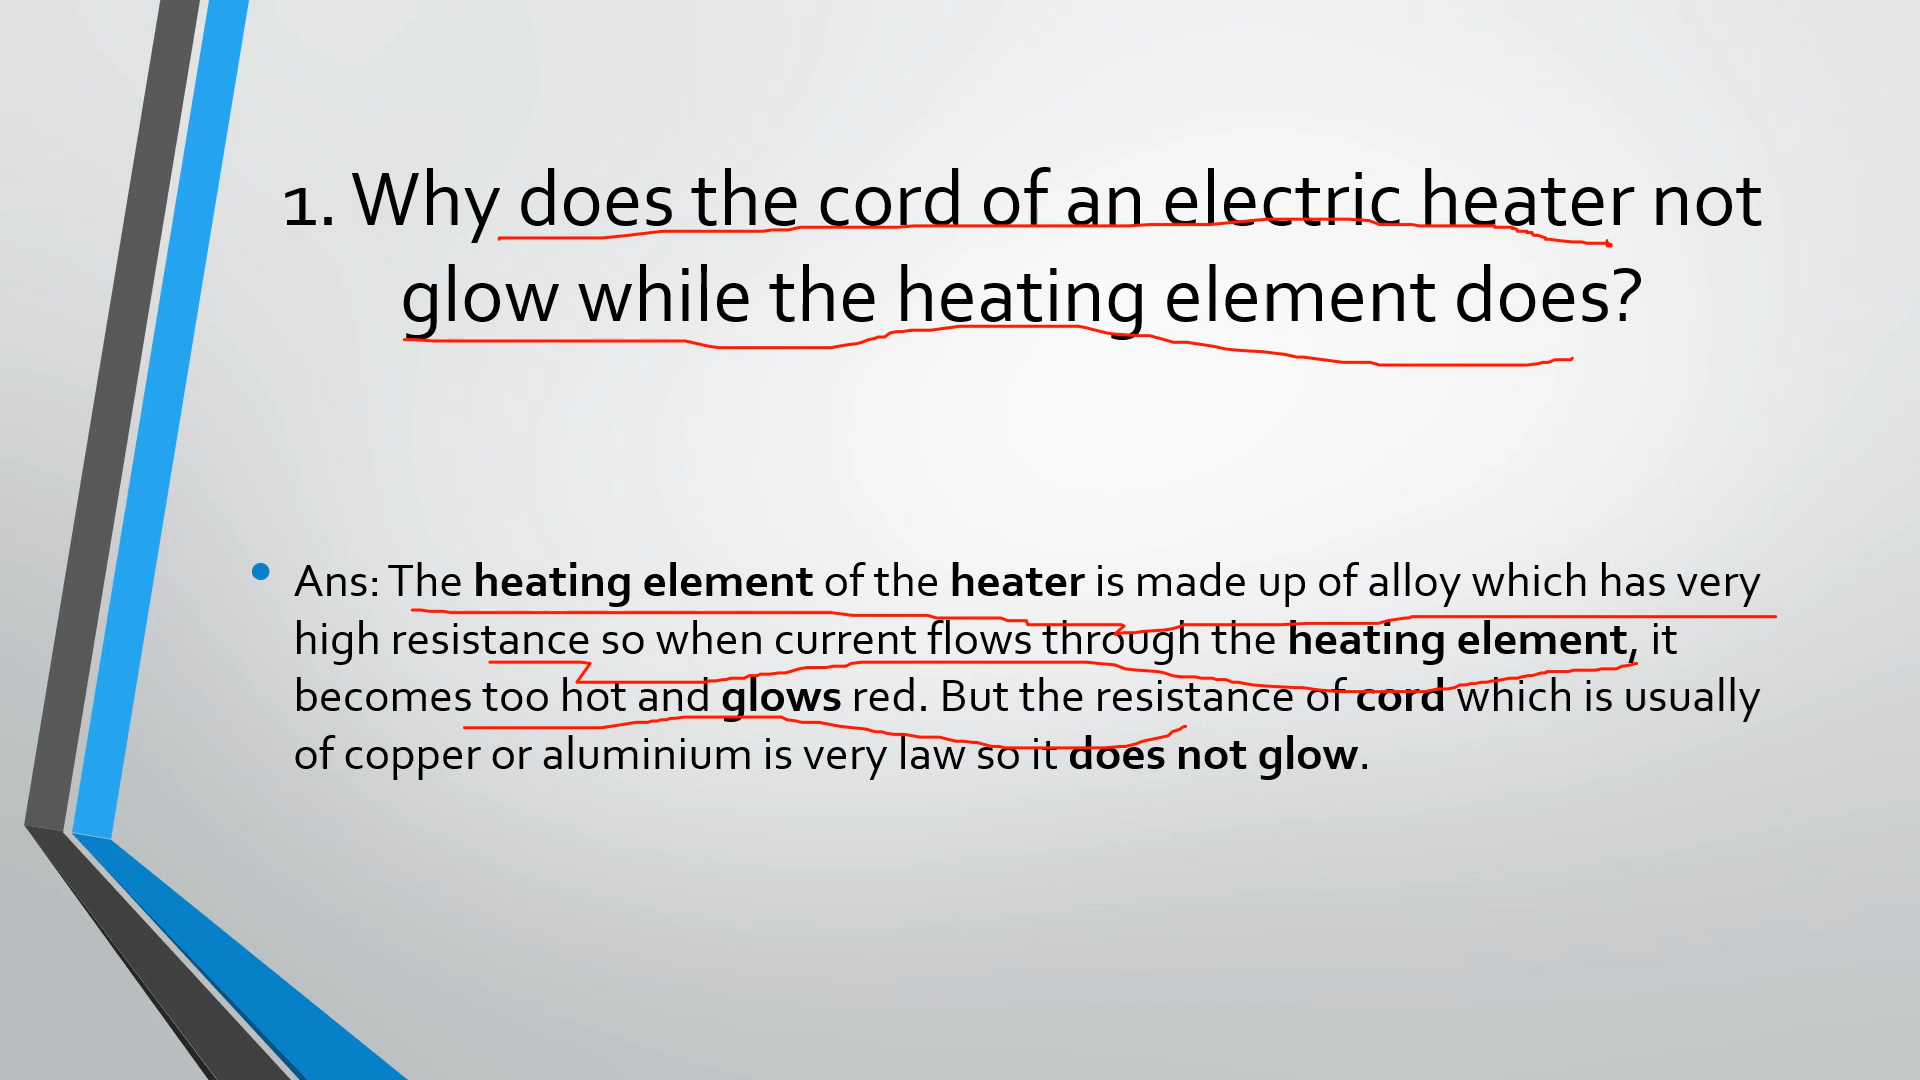 1. Why does the cord of an electric heater not
glow while the heating element does?
• Ans: The heating element of the heater is made up of alloy which has very
high resistance so when current flows through the heating element, it
becomes too hot and glows red. But the resistance of cord which is usually
of copper or aluminium is very law so it does not glow.